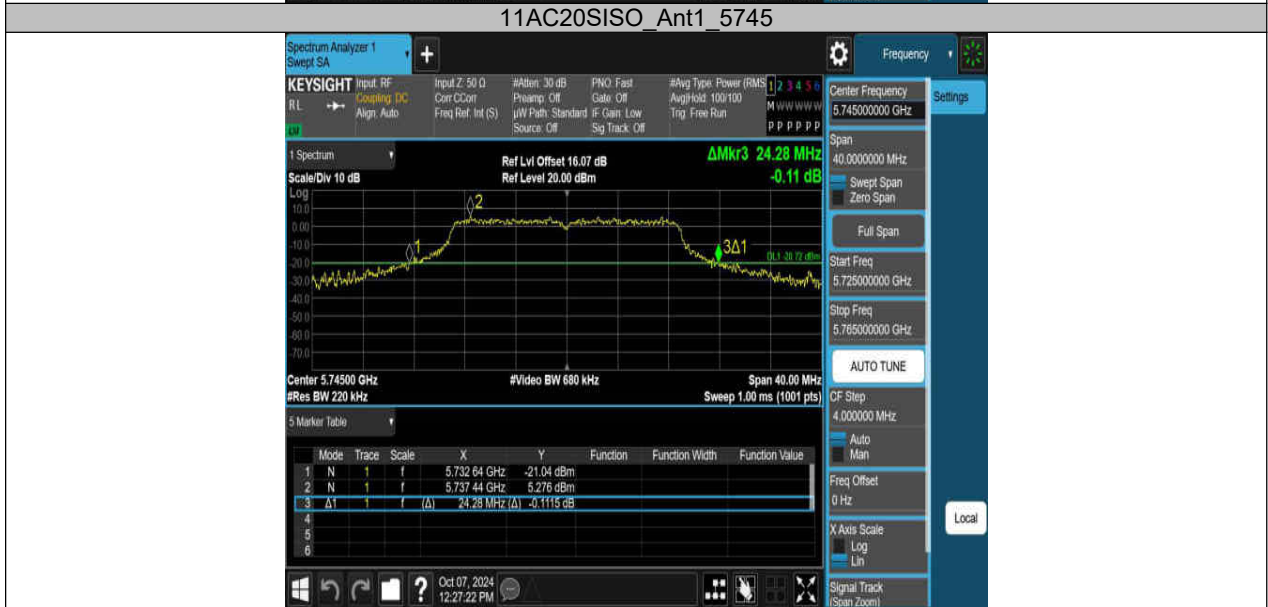 11AC20SISO_Ant1_5745
Spectrum Analyzer 1
Swept SA
+
Frequency
KEYSIGHT
RL
Input: RF
Coupling: DC
Align: Auto
Input Z: 50 Ω
Corr CCorr
Freq Ref: Int (S)
#Atten: 30 dB
Preamp: Off
µW Path: Standard
Source: Off
PNO: Fast
Gate: Off
IF Gain: Low
Sig Track: Off
#Avg Type: Power (RMS
Avg|Hold: 100/100
Trig: Free Run
1 2 3 4 5 6
M W W W W W
P P P P P P
1 Spectrum
Scale/Div 10 dB
Log
Ref Lvl Offset 16.07 dB
Ref Level 20.00 dBm
ΔMkr3 24.28 MHz
-0.11 dB
10.0
0.00
-10.0
-20.0
-30.0
-40.0
-50.0
-60.0
-70.0
1
2
3Δ1
DL1 -20.72 dBm
Center 5.74500 GHz
#Video BW 680 kHz
Span 40.00 MHz
#Res BW 220 kHz
Sweep 1.00 ms (1001 pts)
5 Marker Table
Mode Trace Scale X Y Function Function Width Function Value
1 N 1 f 5.732 64 GHz -21.04 dBm
2 N 1 f 5.737 44 GHz 5.276 dBm
3 Δ1 1 f (Δ) 24.28 MHz (Δ) -0.1115 dB
4
5
6
?
Oct 07, 2024
12:27:22 PM
Center Frequency
5.745000000 GHz
Settings
Span
40.0000000 MHz
Swept Span
Zero Span
Full Span
Start Freq
5.725000000 GHz
Stop Freq
5.765000000 GHz
AUTO TUNE
CF Step
4.000000 MHz
Auto
Man
Freq Offset
0 Hz
X Axis Scale
Log
Lin
Local
Signal Track
(Span Zoom)